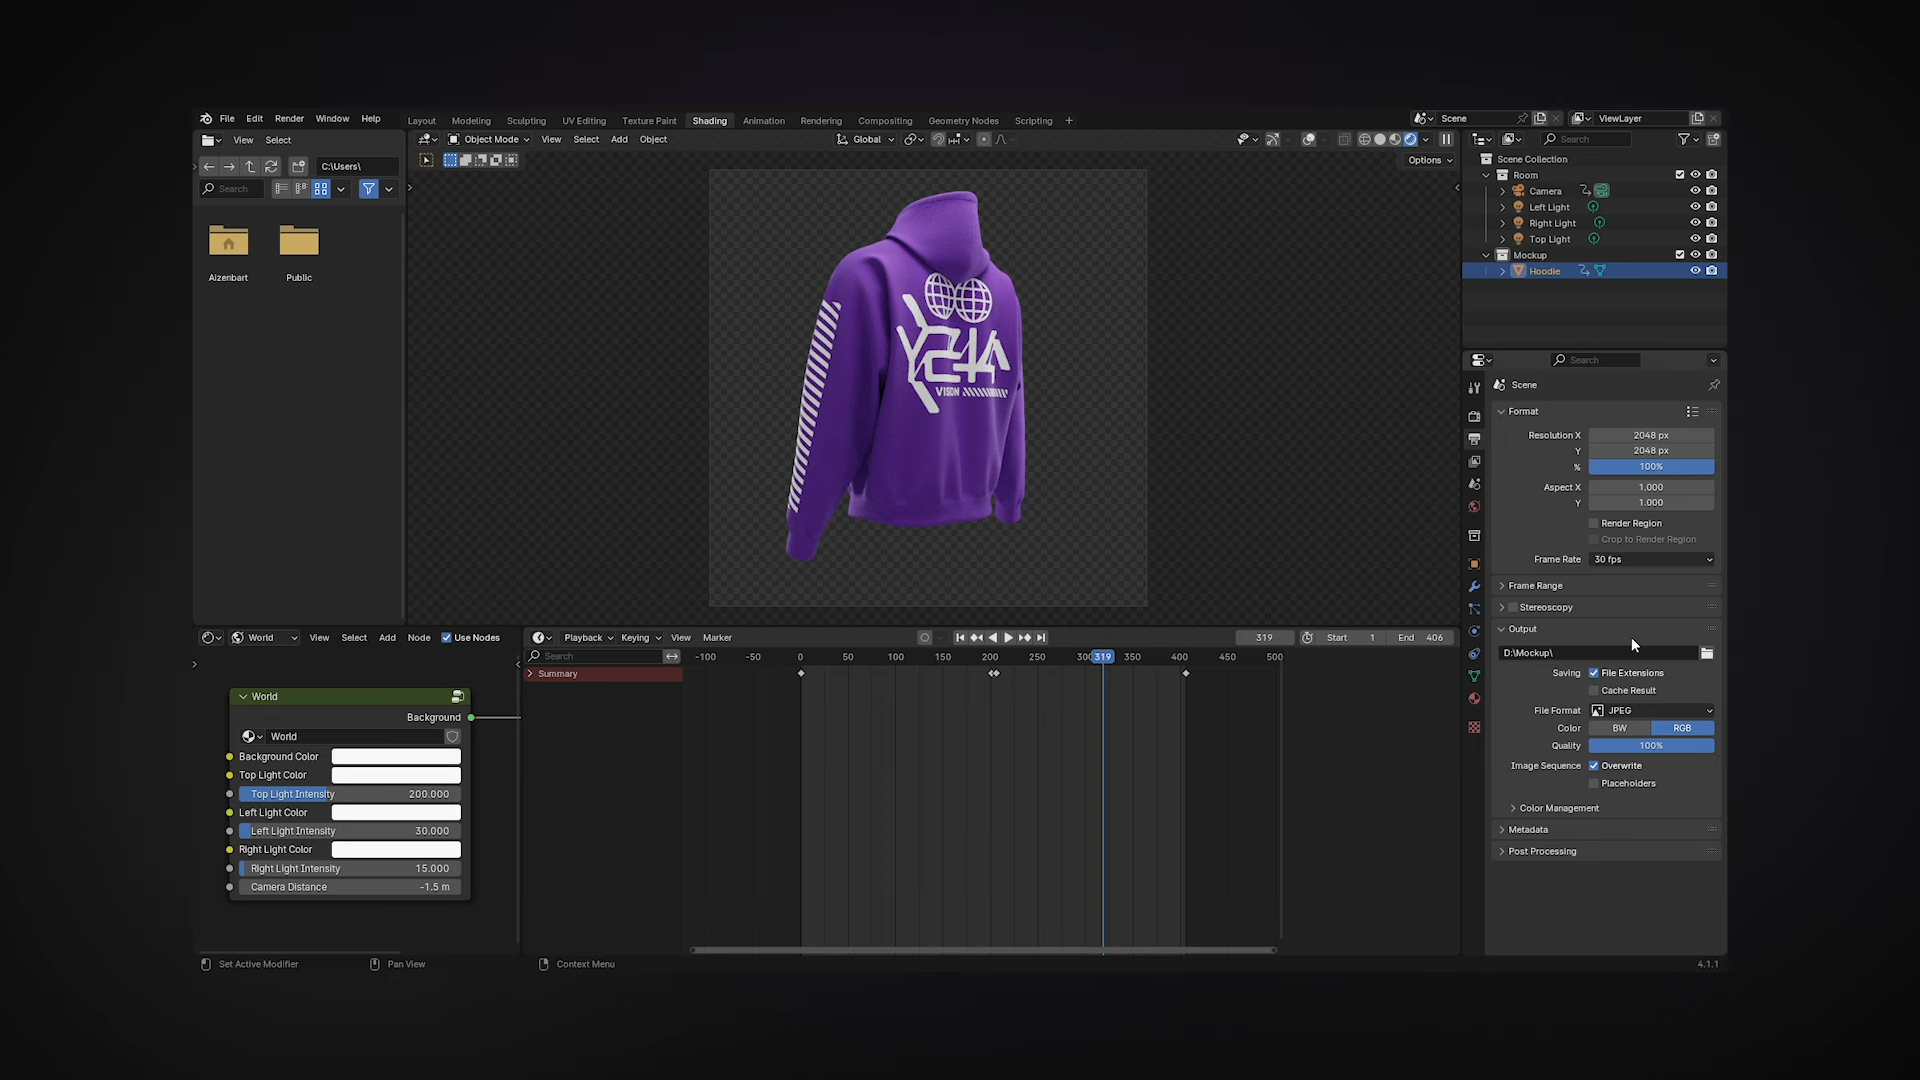 File Edit Render Window Help
Layout Modeling Sculpting UV Editing Texture Paint Shading Animation Rendering Compositing Geometry Nodes Scripting +
Scene ViewLayer
View Select
Object Mode View Select Add Object
Global
Search
C:\Users\
Options
Search
Aizenbart Public
YZ4A
VISION
Scene Collection
Room
Camera
Left Light
Right Light
Top Light
Mockup
Hoodie
Search
Scene
Format
Resolution X 2048 px
Y 2048 px
% 100%
Aspect X 1.000
Y 1.000
Render Region
Crop to Render Region
Frame Rate 30 fps
Frame Range
Stereoscopy
Output
D:\Mockup\
Saving File Extensions
Cache Result
File Format JPEG
Color BW RGB
Quality 100%
Image Sequence Overwrite
Placeholders
Color Management
Metadata
Post Processing
World View Select Add Node Use Nodes
World
Background
World
Background Color
Top Light Color
Top Light Intensity 200.000
Left Light Color
Left Light Intensity 30.000
Right Light Color
Right Light Intensity 15.000
Camera Distance -1.5 m
Playback Keying View Marker
319 Start 1 End 406
Search
-100 -50 0 50 100 150 200 250 300 319 350 400 450 500
Summary
Set Active Modifier Pan View Context Menu 4.1.1